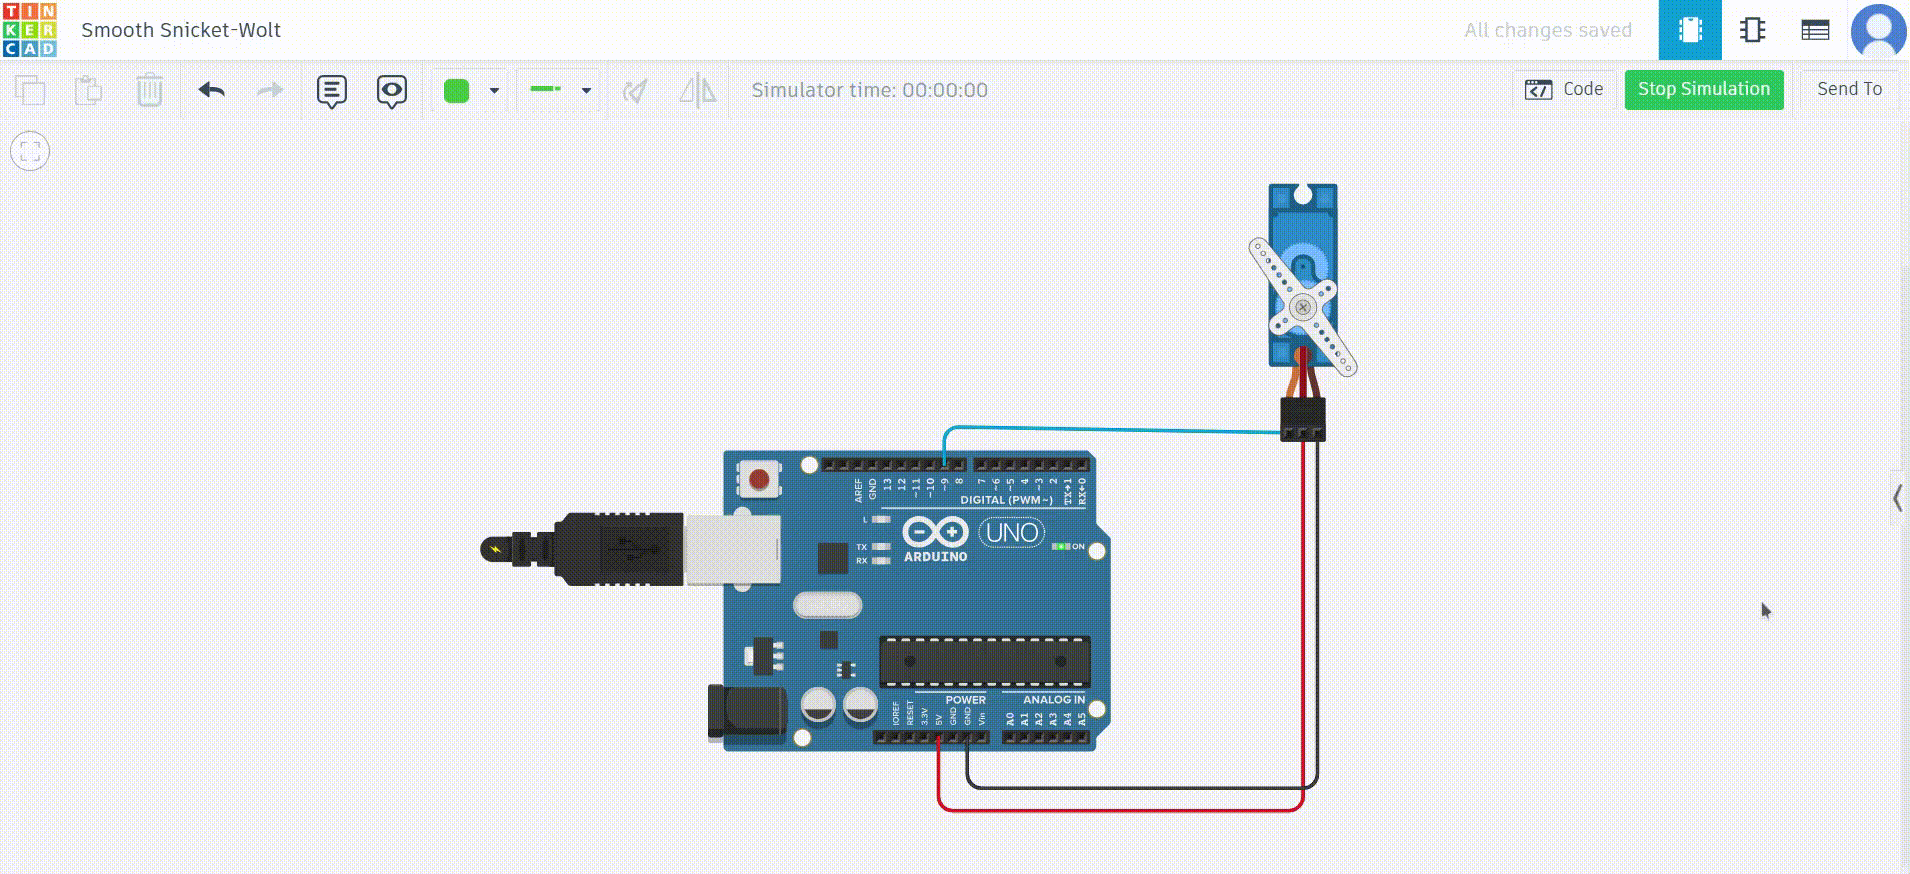 TIN
KER
CAD
Smooth Snicket-Wolt
All changes saved
Simulator time: 00:00:00
Code
Stop Simulation
Send To
AREF
GND
13
12
~11
~10
~9
8
7
~6
~5
4
~3
2
TX→1
RX←0
DIGITAL (PWM~)
L
TX
RX
ARDUINO
UNO
ON
POWER
ANALOG IN
IOREF
RESET
3.3V
5V
GND
GND
Vin
A0
A1
A2
A3
A4
A5